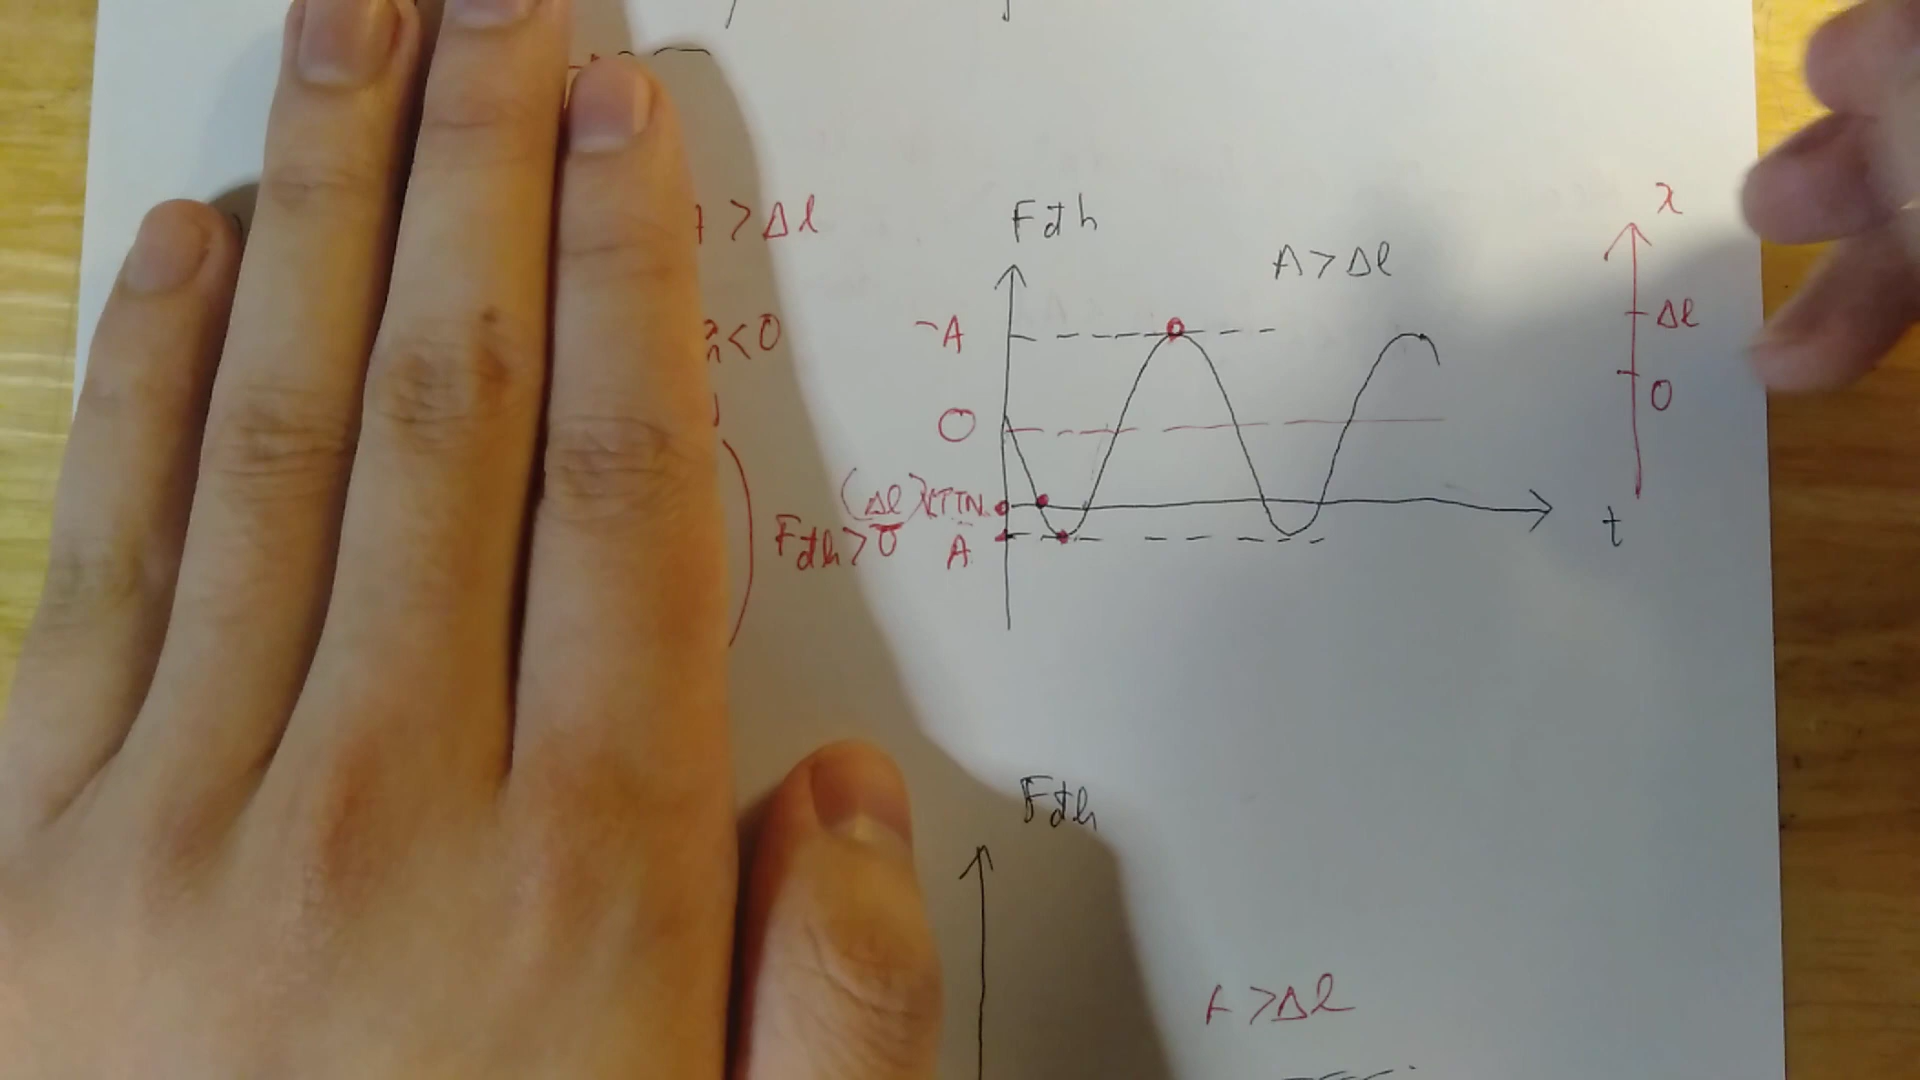 A > Δl
< 0
Fđh > 0
Fđh
A > Δl
-A
O
(Δl) VTTN
A
t
x
Δl
O
Fđh
A > Δl